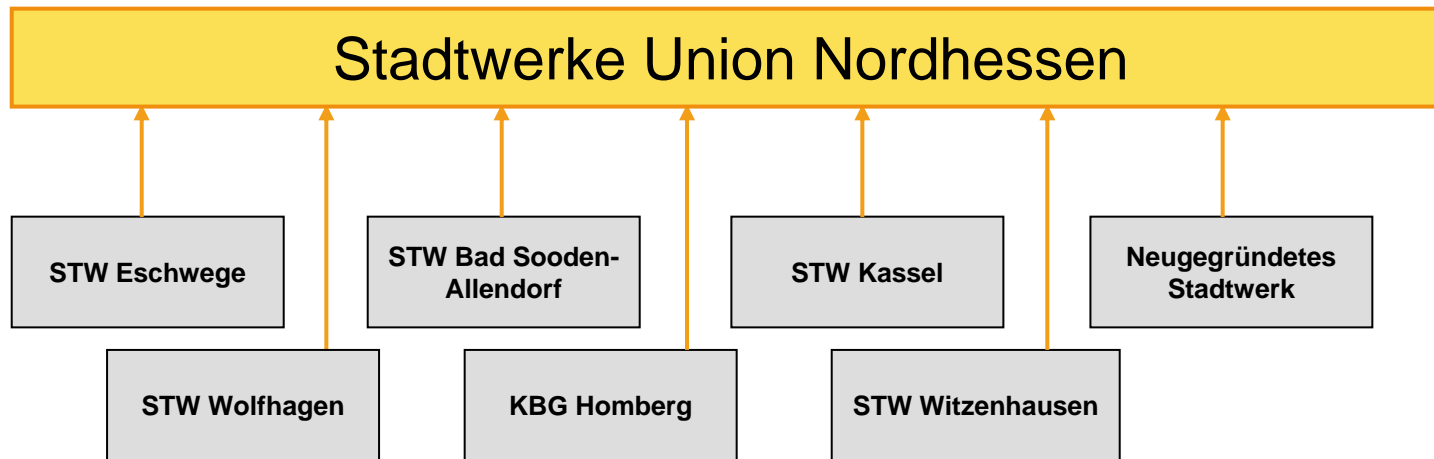 Stadtwerke Union Nordhessen
STW Eschwege
STW Bad Sooden-
Allendorf
STW Kassel
Neugegründetes
Stadtwerk
STW Wolfhagen
KBG Homberg
STW Witzenhausen